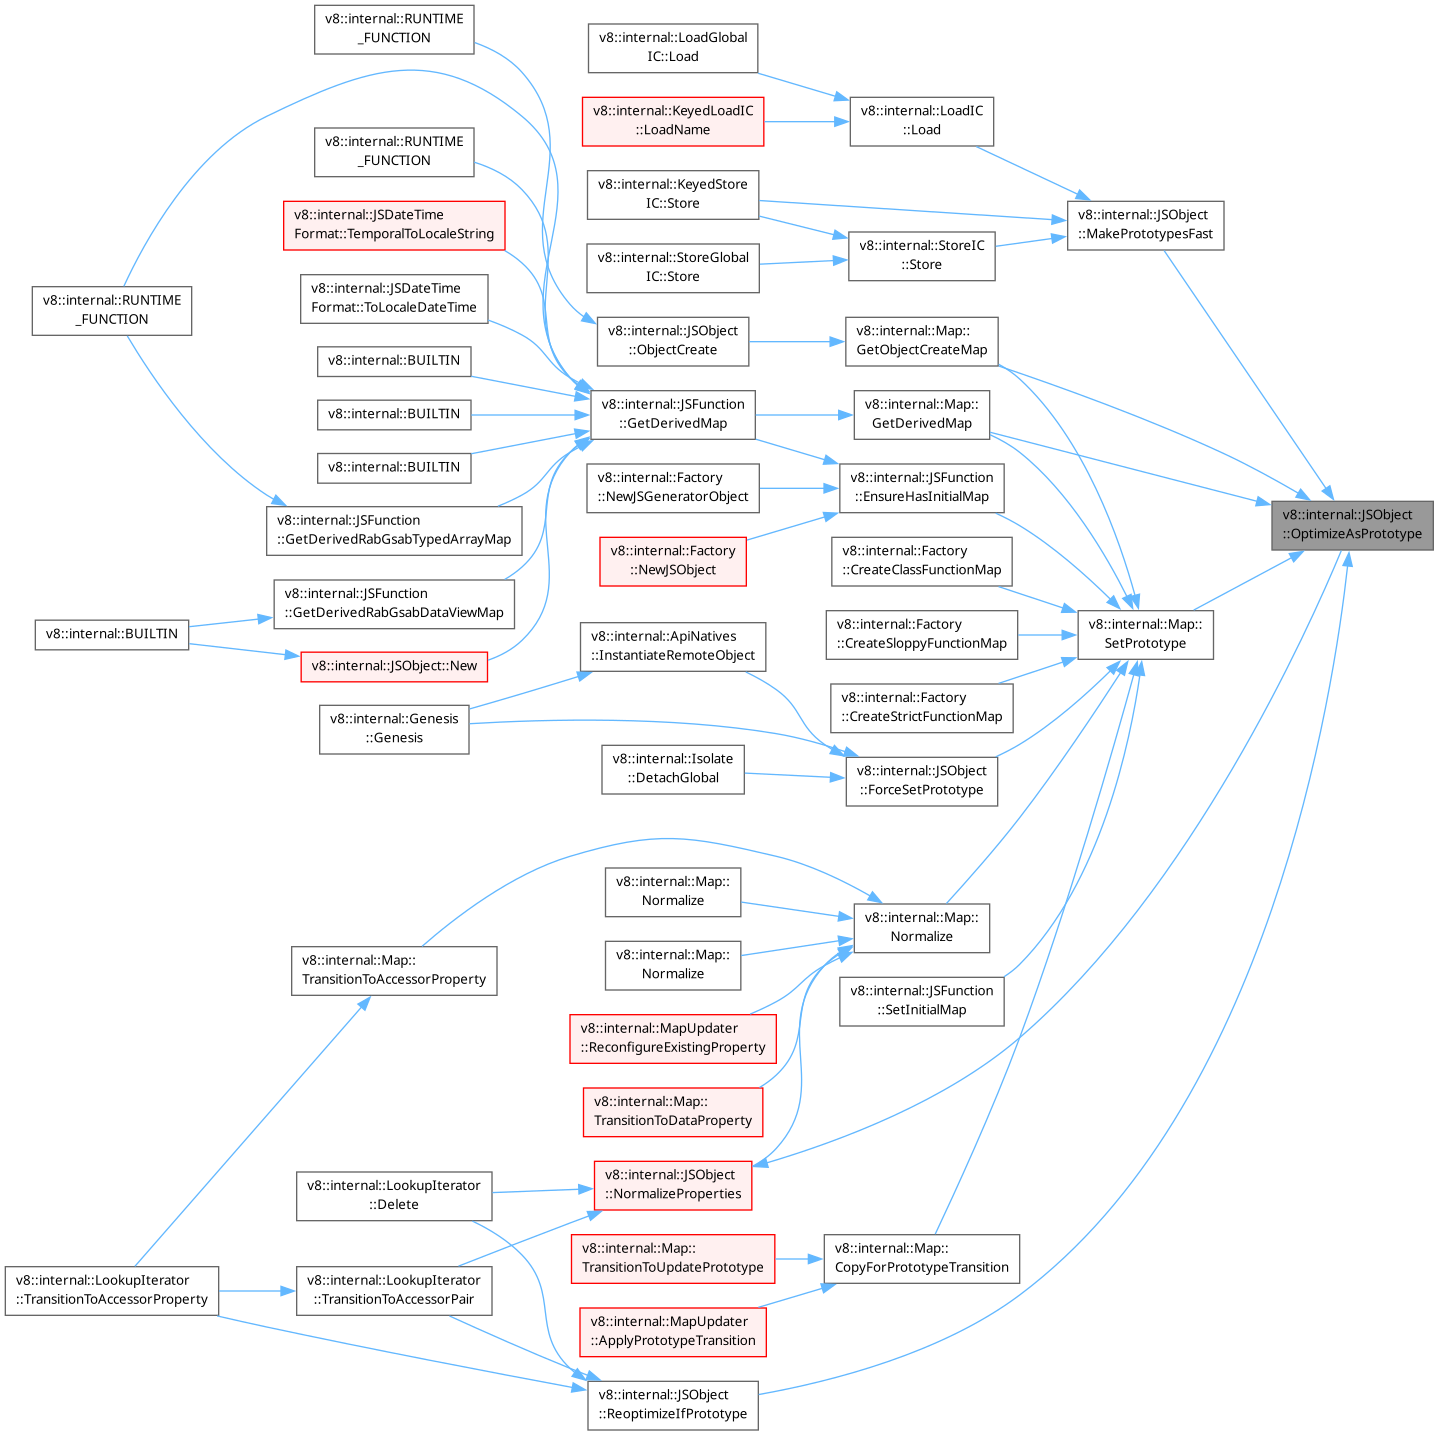 v8::internal::RUNTIME
_FUNCTION
v8::internal::LoadGlobal
IC::Load
v8::internal::KeyedLoadIC
::LoadName
v8::internal::LoadIC
::Load
v8::internal::RUNTIME
_FUNCTION
v8::internal::KeyedStore
IC::Store
v8::internal::JSObject
::MakePrototypesFast
v8::internal::JSDateTime
Format::TemporalToLocaleString
v8::internal::StoreGlobal
IC::Store
v8::internal::StoreIC
::Store
v8::internal::RUNTIME
_FUNCTION
v8::internal::JSDateTime
Format::ToLocaleDateTime
v8::internal::JSObject
::ObjectCreate
v8::internal::Map::
GetObjectCreateMap
v8::internal::BUILTIN
v8::internal::BUILTIN
v8::internal::JSFunction
::GetDerivedMap
v8::internal::Map::
GetDerivedMap
v8::internal::BUILTIN
v8::internal::Factory
::NewJSGeneratorObject
v8::internal::JSFunction
::EnsureHasInitialMap
v8::internal::JSFunction
::GetDerivedRabGsabTypedArrayMap
v8::internal::JSObject
::OptimizeAsPrototype
v8::internal::Factory
::NewJSObject
v8::internal::Factory
::CreateClassFunctionMap
v8::internal::JSFunction
::GetDerivedRabGsabDataViewMap
v8::internal::BUILTIN
v8::internal::Factory
::CreateSloppyFunctionMap
v8::internal::Map::
SetPrototype
v8::internal::JSObject::New
v8::internal::ApiNatives
::InstantiateRemoteObject
v8::internal::Factory
::CreateStrictFunctionMap
v8::internal::Genesis
::Genesis
v8::internal::Isolate
::DetachGlobal
v8::internal::JSObject
::ForceSetPrototype
v8::internal::Map::
Normalize
v8::internal::Map::
Normalize
v8::internal::Map::
TransitionToAccessorProperty
v8::internal::Map::
Normalize
v8::internal::JSFunction
::SetInitialMap
v8::internal::MapUpdater
::ReconfigureExistingProperty
v8::internal::Map::
TransitionToDataProperty
v8::internal::LookupIterator
::Delete
v8::internal::JSObject
::NormalizeProperties
v8::internal::Map::
TransitionToUpdatePrototype
v8::internal::Map::
CopyForPrototypeTransition
v8::internal::LookupIterator
::TransitionToAccessorProperty
v8::internal::LookupIterator
::TransitionToAccessorPair
v8::internal::MapUpdater
::ApplyPrototypeTransition
v8::internal::JSObject
::ReoptimizeIfPrototype